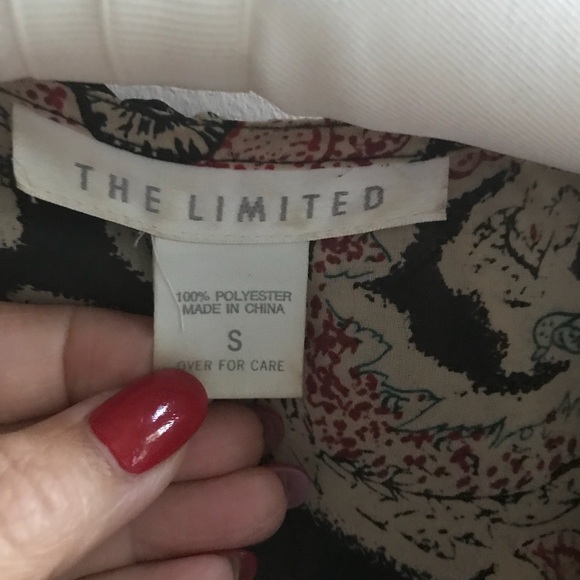 THE LIMITED
100% POLYESTER
MADE IN CHINA
S
OVER FOR CARE